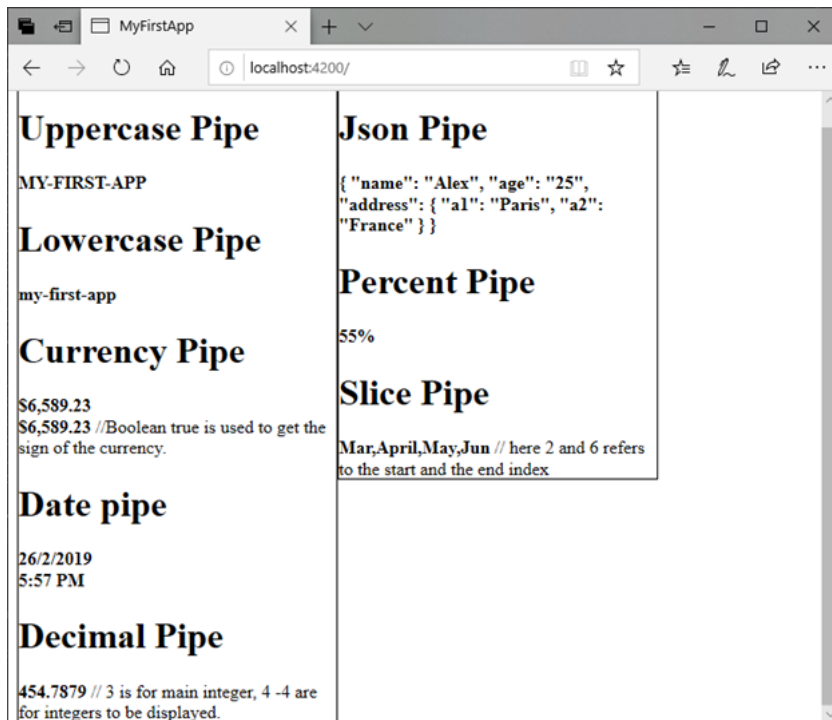 MyFirstApp
localhost:4200/
Uppercase Pipe
MY-FIRST-APP
Lowercase Pipe
my-first-app
Currency Pipe
$6,589.23
$6,589.23 //Boolean true is used to get the
sign of the currency.
Date pipe
26/2/2019
5:57 PM
Decimal Pipe
454.7879 // 3 is for main integer, 4 -4 are
for integers to be displayed.
Json Pipe
{ "name": "Alex", "age": "25",
"address": { "a1": "Paris", "a2":
"France" } }
Percent Pipe
55%
Slice Pipe
Mar,April,May,Jun // here 2 and 6 refers
to the start and the end index